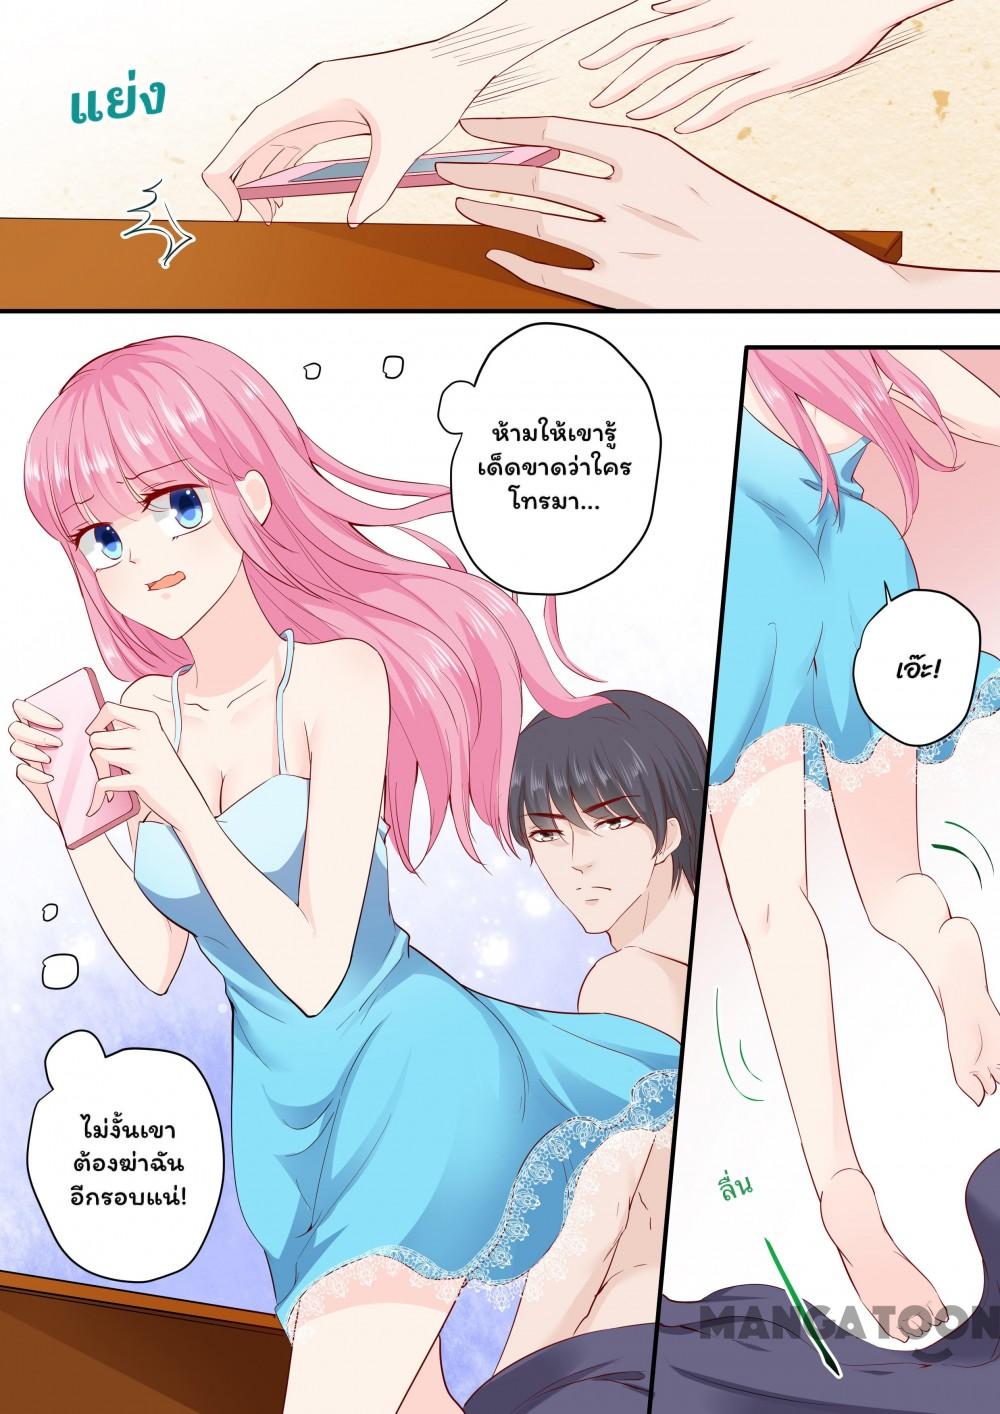 แย่ง
ห้ามให้เขารู้
เด็ดขาดว่าใคร
โทรมา...
เอ๊ะ!
ไม่งั้นเขา
ต้องฆ่าฉัน
อีกรอบแน่!
ลื่น
MANGATOON